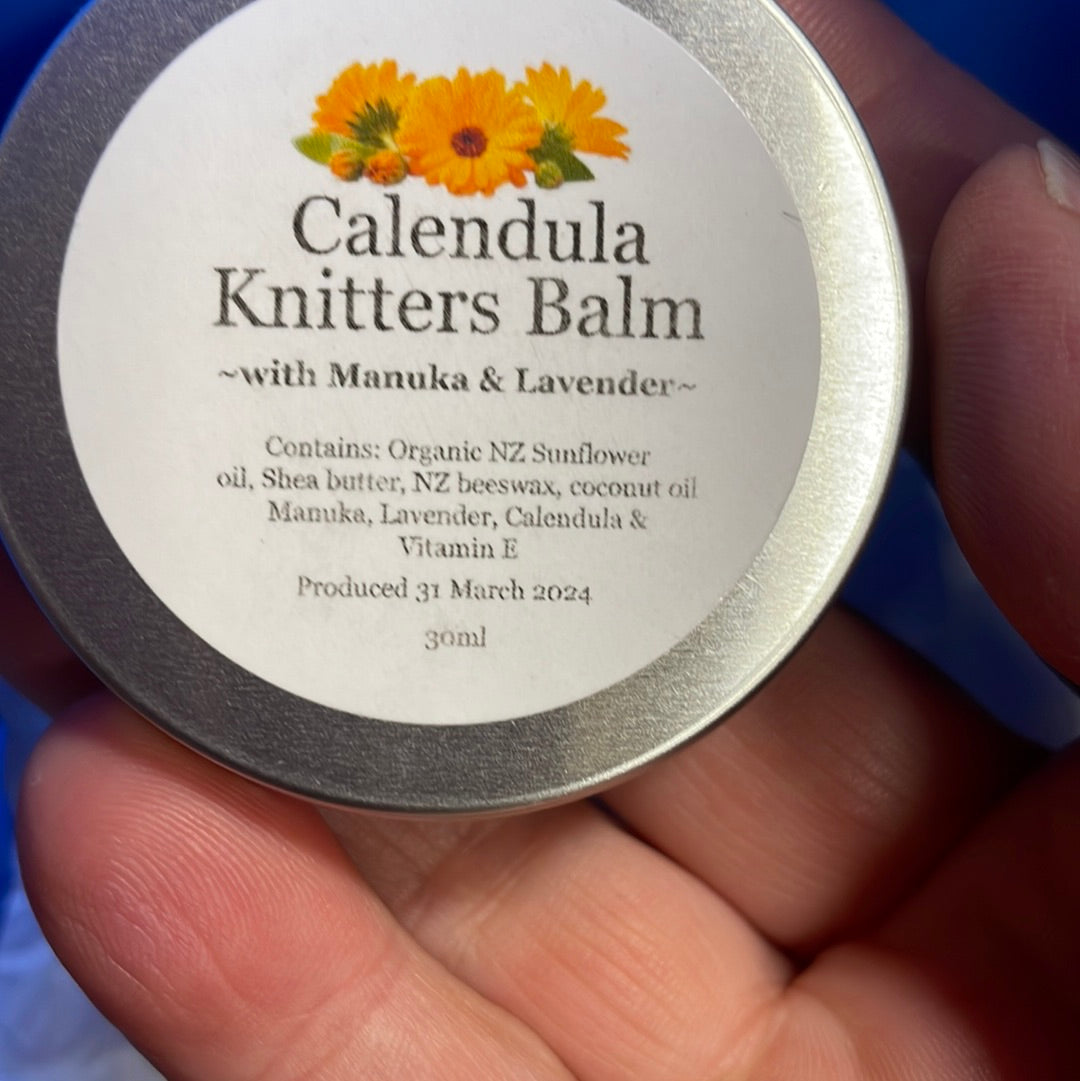 Calendula
Knitters Balm
~with Manuka & Lavender~
Contains: Organic NZ Sunflower
oil, Shea butter, NZ beeswax, coconut oil
Manuka, Lavender, Calendula &
Vitamin E
Produced 31 March 2024
30ml